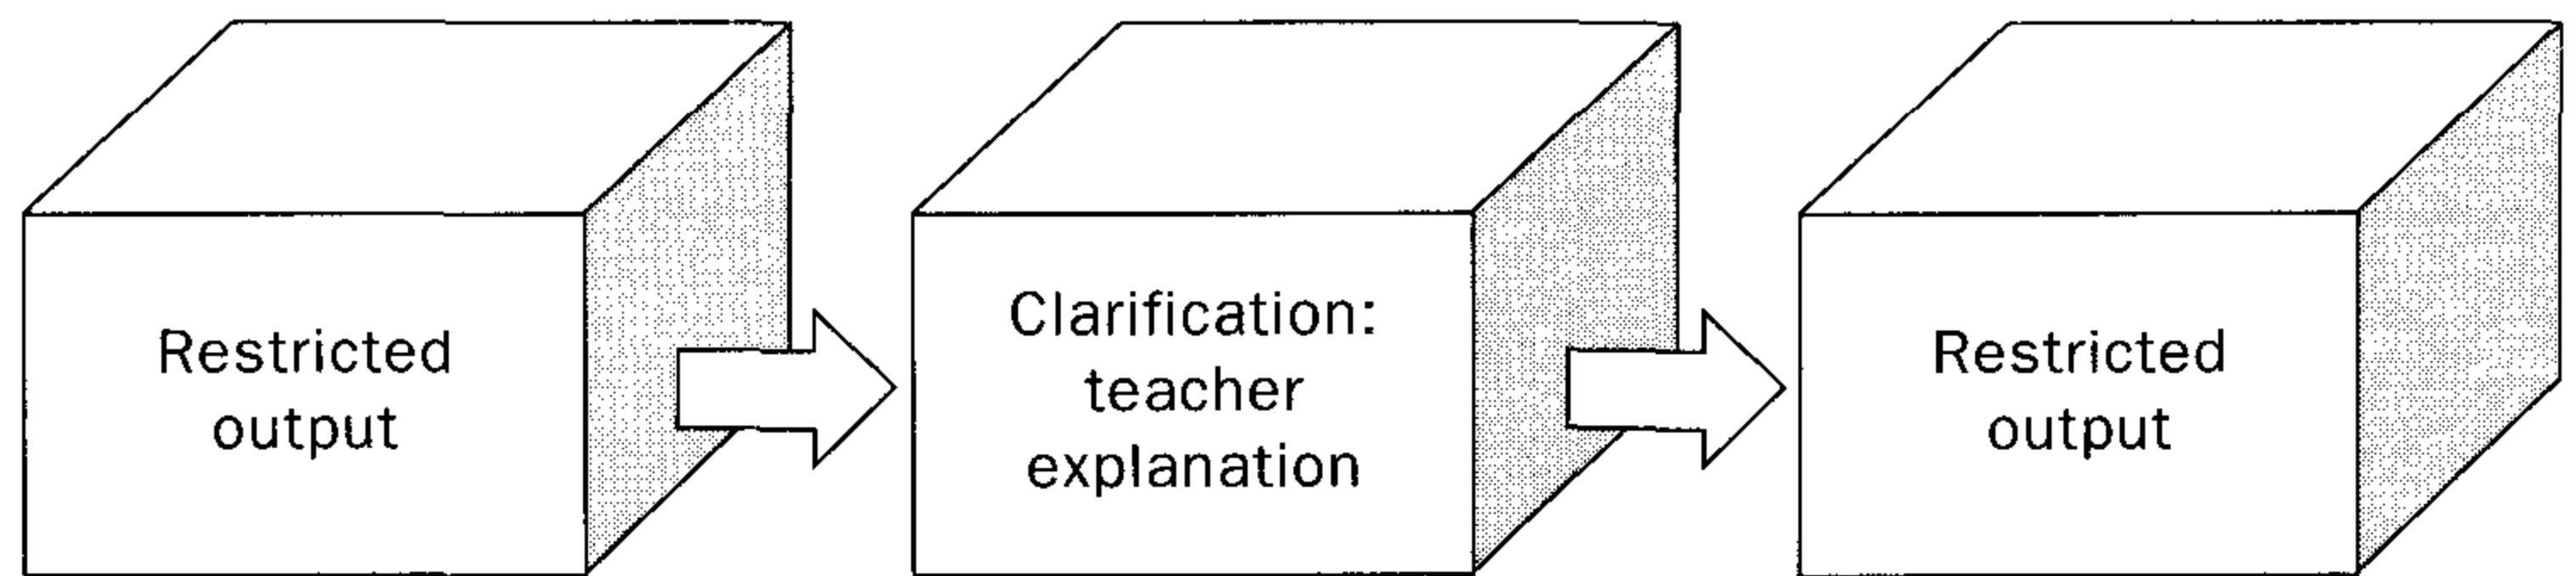 Restricted
output
Clarification:
teacher
explanation
Restricted
output